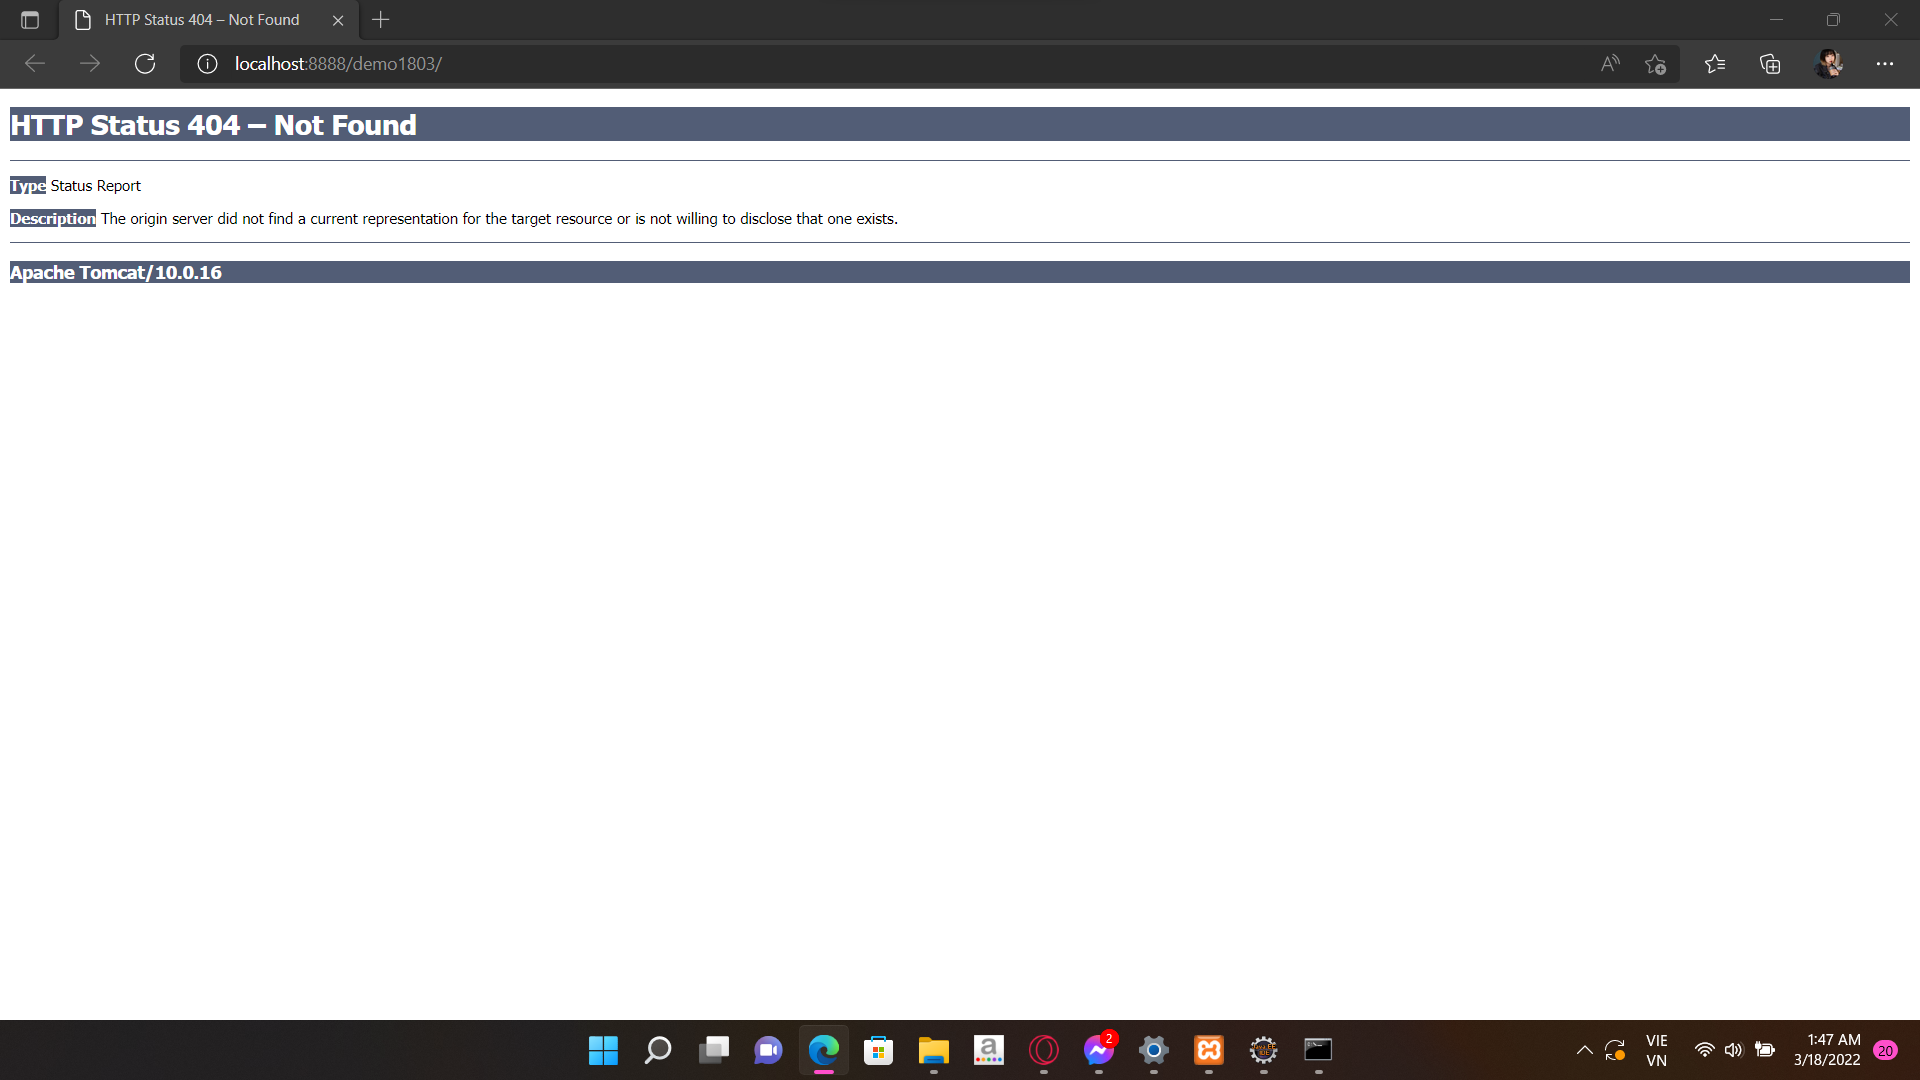 HTTP Status 404 – Not Found
localhost:8888/demo1803/
HTTP Status 404 – Not Found
Type Status Report
Description The origin server did not find a current representation for the target resource or is not willing to disclose that one exists.
Apache Tomcat/10.0.16
2
VIE
VN
1:47 AM
3/18/2022
20